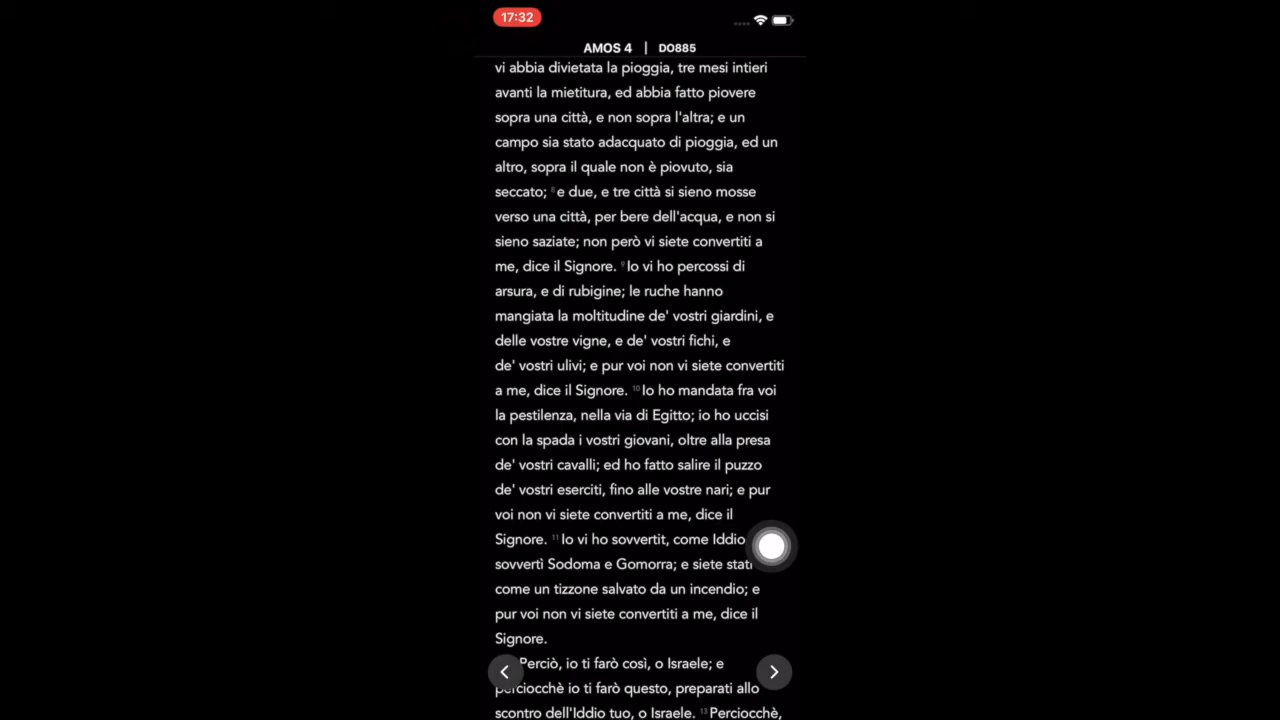 17:32
AMOS 4 | DO885
vi abbia divietata la pioggia, tre mesi intieri
avanti la mietitura, ed abbia fatto piovere
sopra una città, e non sopra l'altra; e un
campo sia stato adacquato di pioggia, ed un
altro, sopra il quale non è piovuto, sia
seccato; 8 e due, e tre città si sieno mosse
verso una città, per bere dell'acqua, e non si
sieno saziate; non però vi siete convertiti a
me, dice il Signore. 9 Io vi ho percossi di
arsura, e di rubigine; le ruche hanno
mangiata la moltitudine de' vostri giardini, e
delle vostre vigne, e de' vostri fichi, e
de' vostri ulivi; e pur voi non vi siete convertiti
a me, dice il Signore. 10 Io ho mandata fra voi
la pestilenza, nella via di Egitto; io ho uccisi
con la spada i vostri giovani, oltre alla presa
de' vostri cavalli; ed ho fatto salire il puzzo
de' vostri eserciti, fino alle vostre nari; e pur
voi non vi siete convertiti a me, dice il
Signore. 11 Io vi ho sovvertit, come Iddio
sovvertì Sodoma e Gomorra; e siete stati
come un tizzone salvato da un incendio; e
pur voi non vi siete convertiti a me, dice il
Signore.
Perciò, io ti farò così, o Israele; e
perciocchè io ti farò questo, preparati allo
scontro dell'Iddio tuo, o Israele. 13 Perciocchè,